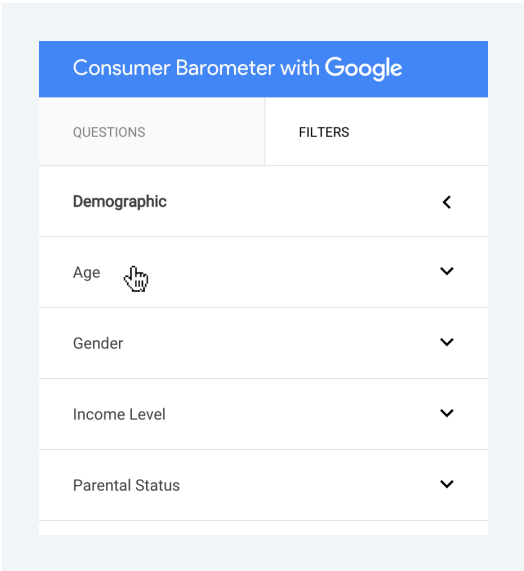 Consumer Barometer with Google
QUESTIONS
FILTERS
Demographic
Age
Gender
Income Level
Parental Status